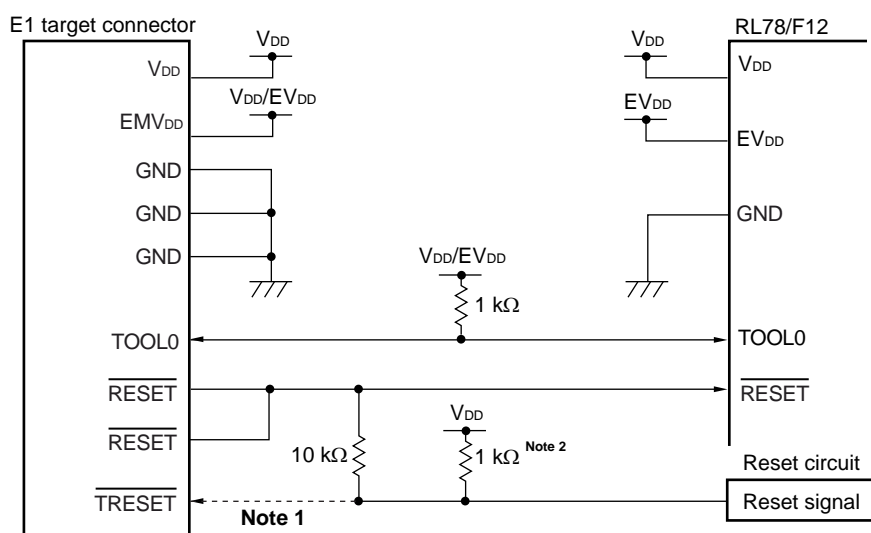 E1 target connector
RL78/F12
VDD
VDD
VDD
VDD
VDD/EVDD
EVDD
EMVDD
EVDD
GND
GND
GND
GND
VDD/EVDD
1 kΩ
TOOL0
TOOL0
RESET
RESET
RESET
VDD
10 kΩ
1 kΩ Note 2
Reset circuit
TRESET
Note 1
Reset signal